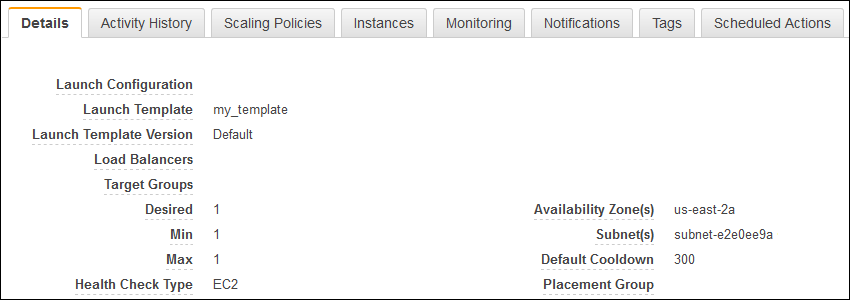 Details Activity History Scaling Policies Instances Monitoring Notifications Tags Scheduled Actions
Launch Configuration
Launch Template my_template
Launch Template Version Default
Load Balancers
Target Groups
Desired 1 Availability Zone(s) us-east-2a
Min 1 Subnet(s) subnet-e2e0ee9a
Max 1 Default Cooldown 300
Health Check Type EC2 Placement Group